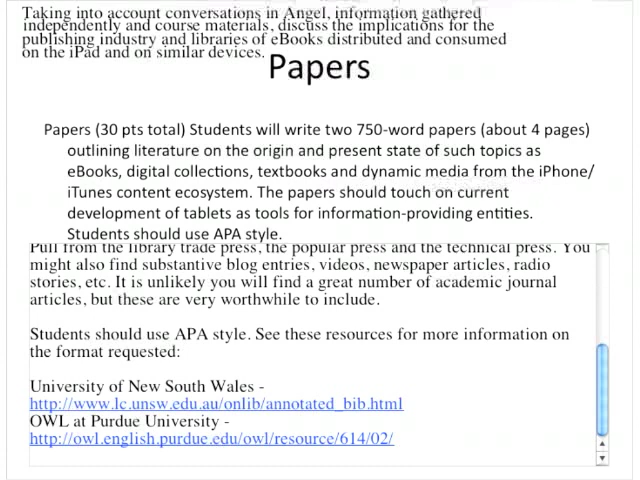 Taking into account conversations in Angel, information gathered
independently and course materials, discuss the implications for the
publishing industry and libraries of eBooks distributed and consumed
on the iPad and on similar devices.
Papers
Papers (30 pts total) Students will write two 750-word papers (about 4 pages)
outlining literature on the origin and present state of such topics as
eBooks, digital collections, textbooks and dynamic media from the iPhone/
iTunes content ecosystem. The papers should touch on current
development of tablets as tools for information-providing entities.
Students should use APA style.
Pull from the library trade press, the popular press and the technical press. You
might also find substantive blog entries, videos, newspaper articles, radio
stories, etc. It is unlikely you will find a great number of academic journal
articles, but these are very worthwhile to include.
Students should use APA style. See these resources for more information on
the format requested:
University of New South Wales -
http://www.lc.unsw.edu.au/onlib/annotated_bib.html
OWL at Purdue University -
http://owl.english.purdue.edu/owl/resource/614/02/